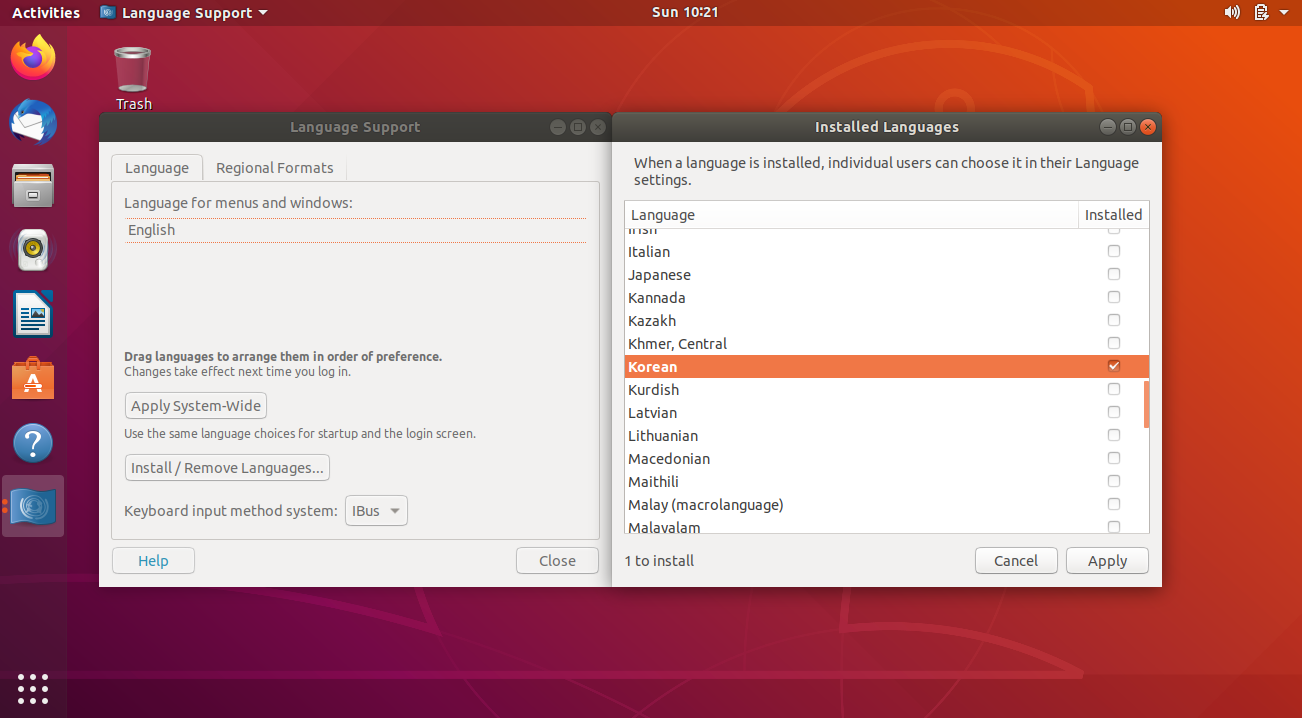 Activities
Language Support
Sun 10:21
Trash
Language Support
Language
Regional Formats
Language for menus and windows:
English
Drag languages to arrange them in order of preference.
Changes take effect next time you log in.
Apply System-Wide
Use the same language choices for startup and the login screen.
Install / Remove Languages...
Keyboard input method system:
IBus
Help
Close
Installed Languages
When a language is installed, individual users can choose it in their Language
settings.
Language
Installed
Irish
Italian
Japanese
Kannada
Kazakh
Khmer, Central
Korean
Kurdish
Latvian
Lithuanian
Macedonian
Maithili
Malay (macrolanguage)
Malayalam
1 to install
Cancel
Apply